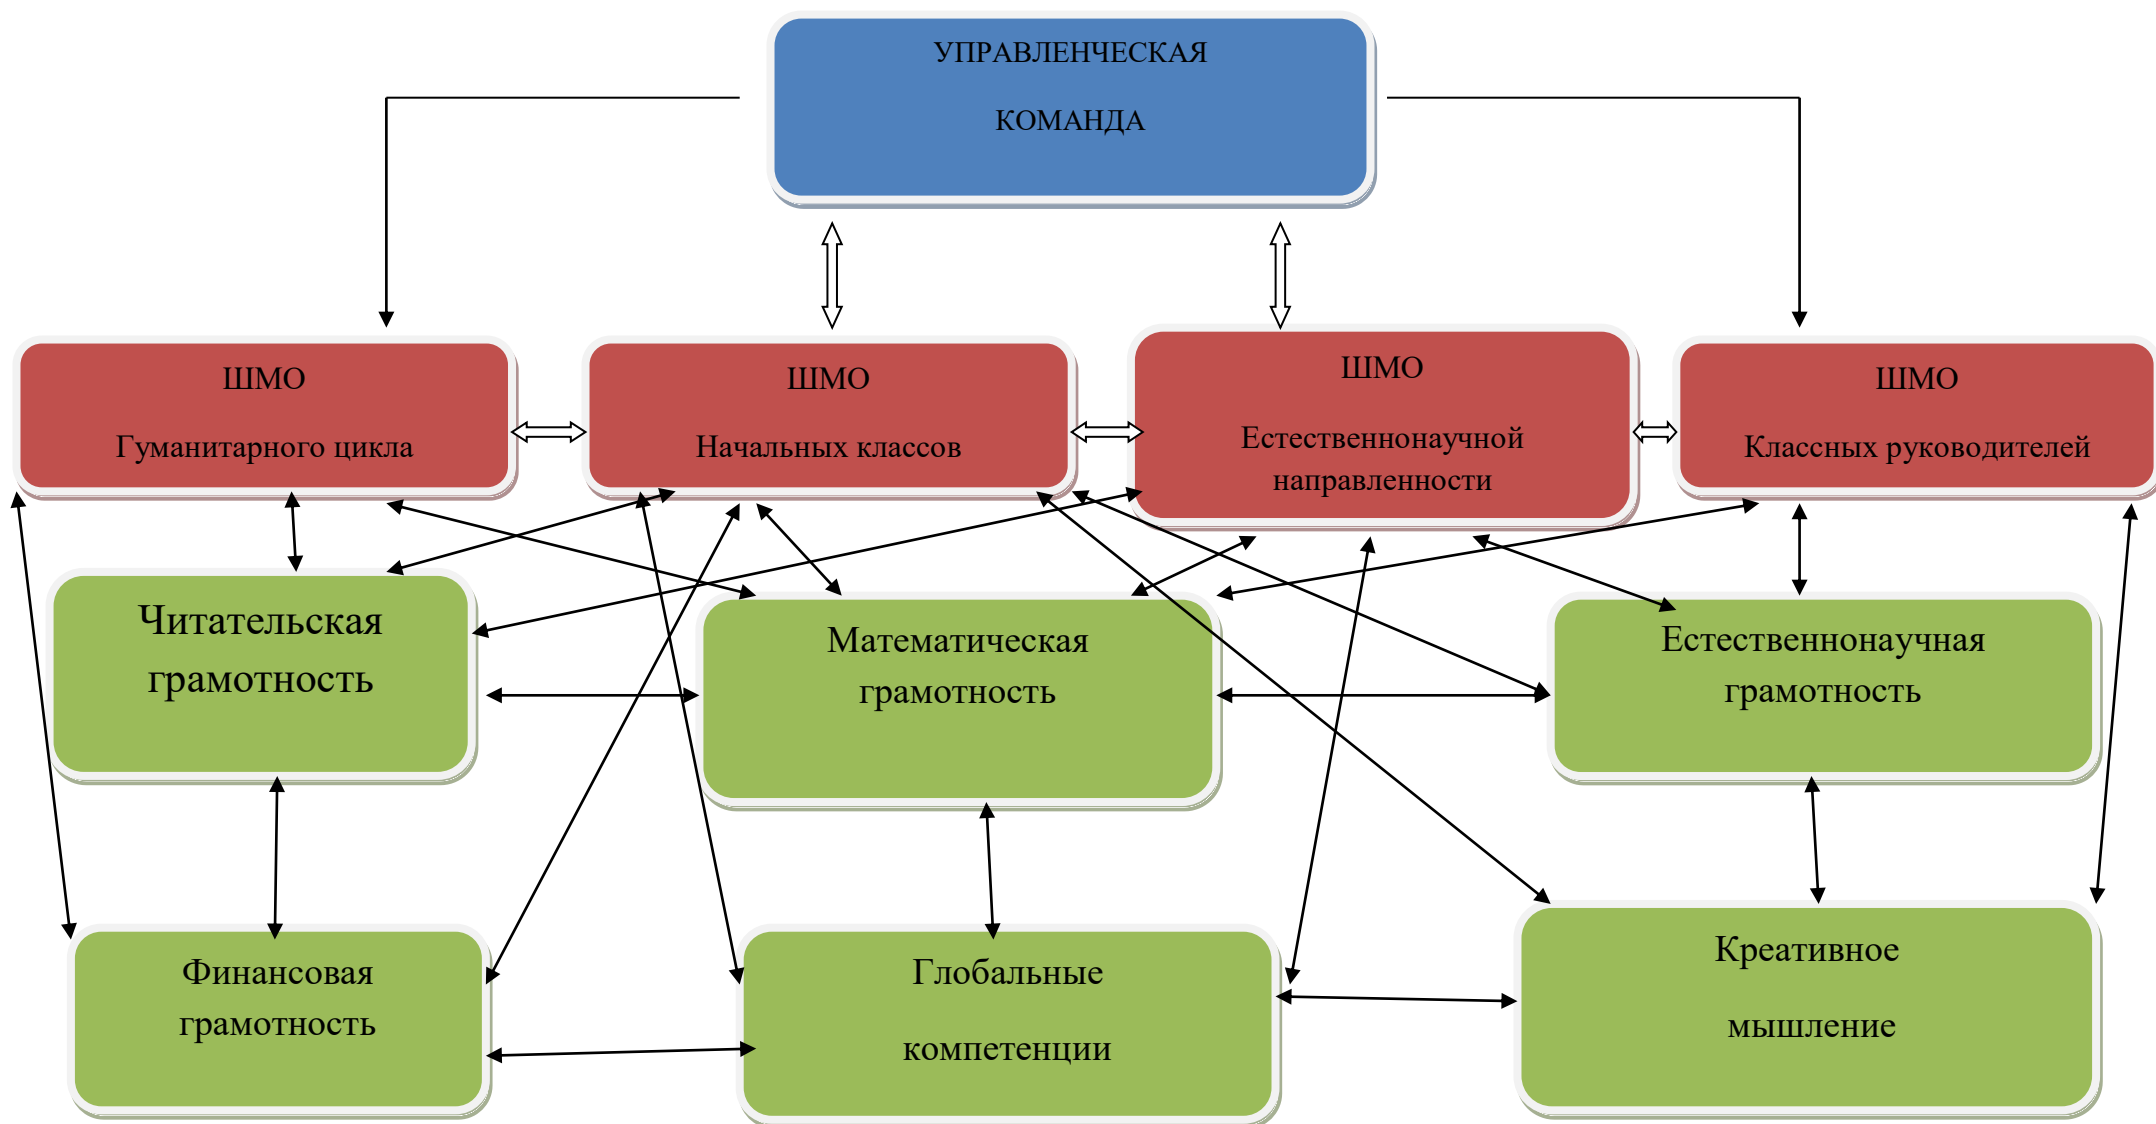 УПРАВЛЕНЧЕСКАЯ
КОМАНДА
ШМО
Гуманитарного цикла
ШМО
Начальных классов
ШМО
Естественнонаучной
направленности
ШМО
Классных руководителей
Читательская
грамотность
Математическая
грамотность
Естественнонаучная
грамотность
Финансовая
грамотность
Глобальные
компетенции
Креативное
мышление